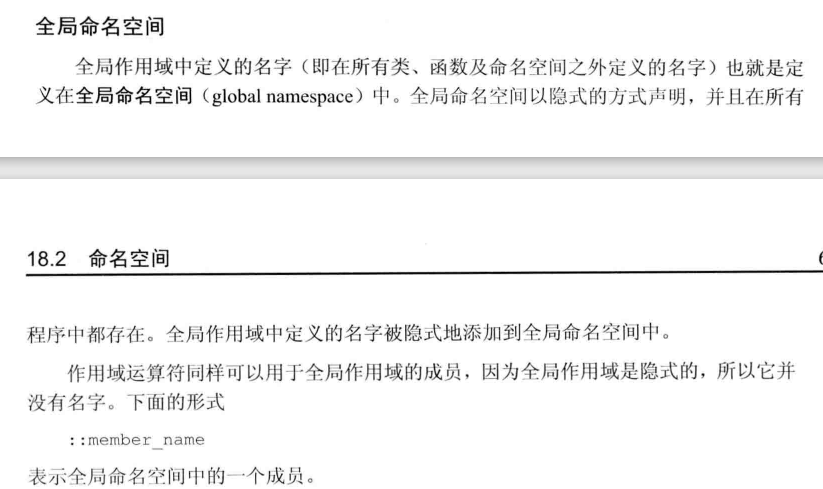 全局命名空间
全局作用域中定义的名字（即在所有类、函数及命名空间之外定义的名字）也就是定
义在全局命名空间（global namespace）中。全局命名空间以隐式的方式声明，并且在所有
18.2 命名空间
程序中都存在。全局作用域中定义的名字被隐式地添加到全局命名空间中。
作用域运算符同样可以用于全局作用域的成员，因为全局作用域是隐式的，所以它并
没有名字。下面的形式
::member_name
表示全局命名空间中的一个成员。